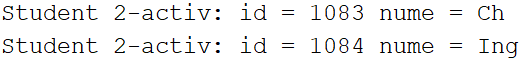 Student 2-activ: id = 1083 nume = Ch
Student 2-activ: id = 1084 nume = Ing